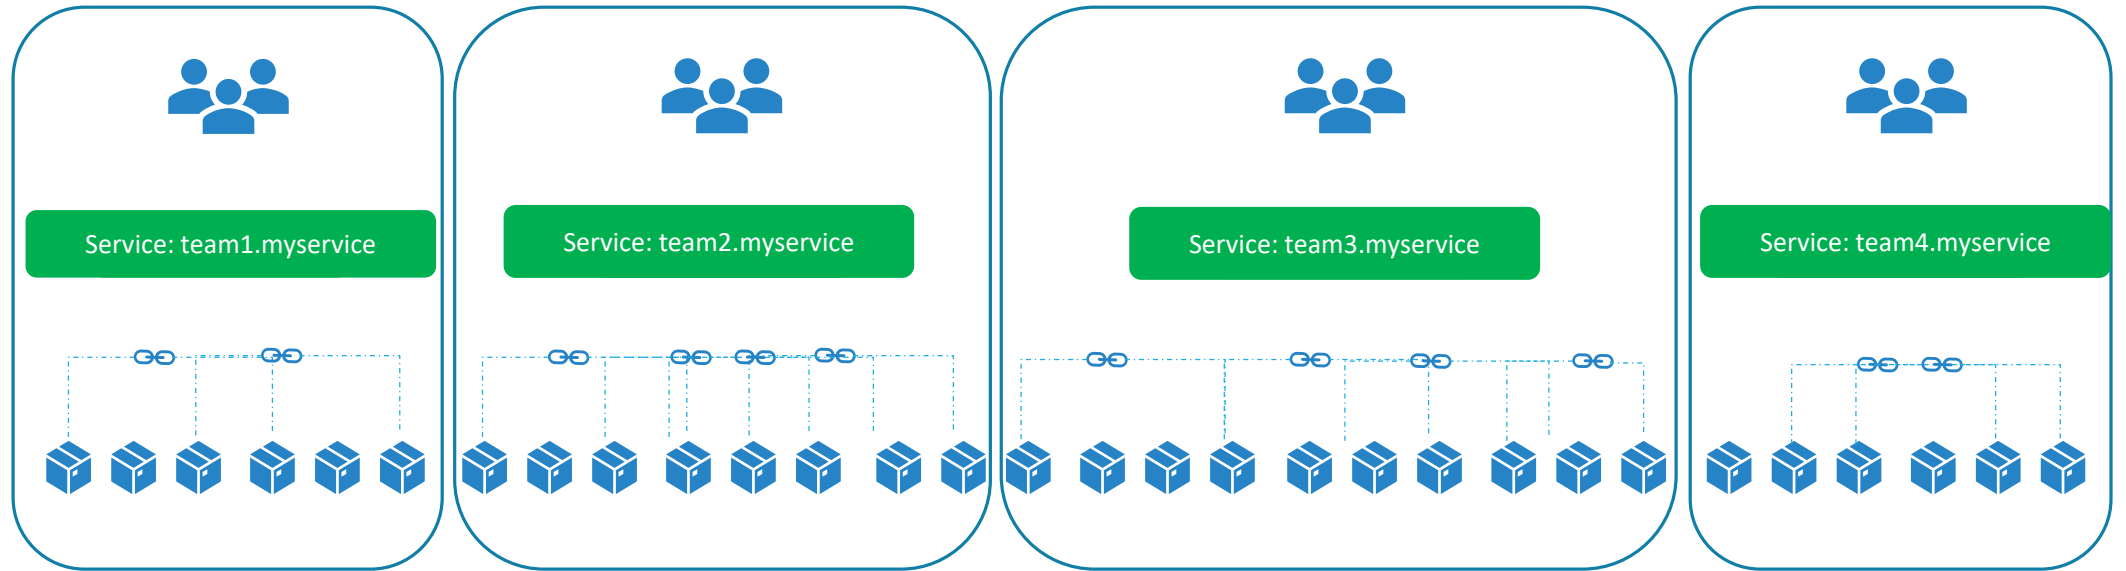 Service: team1.myservice
Service: team2.myservice
Service: team3.myservice
Service: team4.myservice